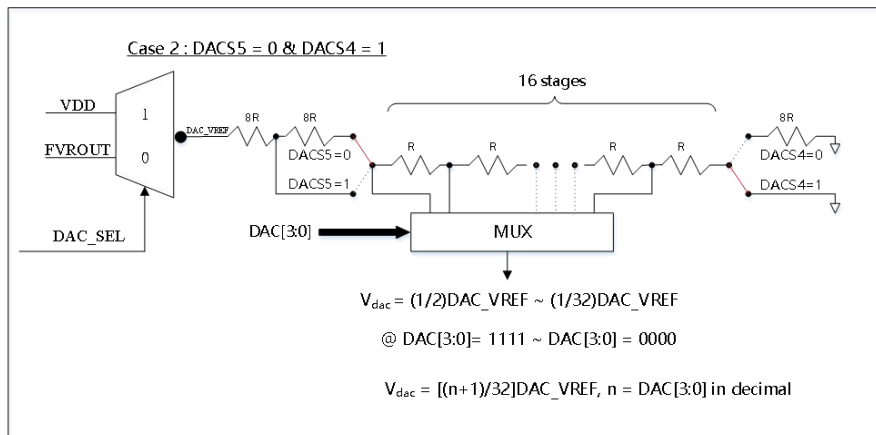 Case 2 : DACS5 = 0 & DACS4 = 1
16 stages
VDD
1
FVROUT
0
DAC_VREF
8R
8R
DACS5=0
DACS5=1
R
R
R
R
8R
DACS4=0
DACS4=1
DAC_SEL
DAC[3:0]
MUX
Vdac = (1/2)DAC_VREF ~ (1/32)DAC_VREF
@ DAC[3:0]= 1111 ~ DAC[3:0] = 0000
Vdac = [(n+1)/32]DAC_VREF, n = DAC[3:0] in decimal